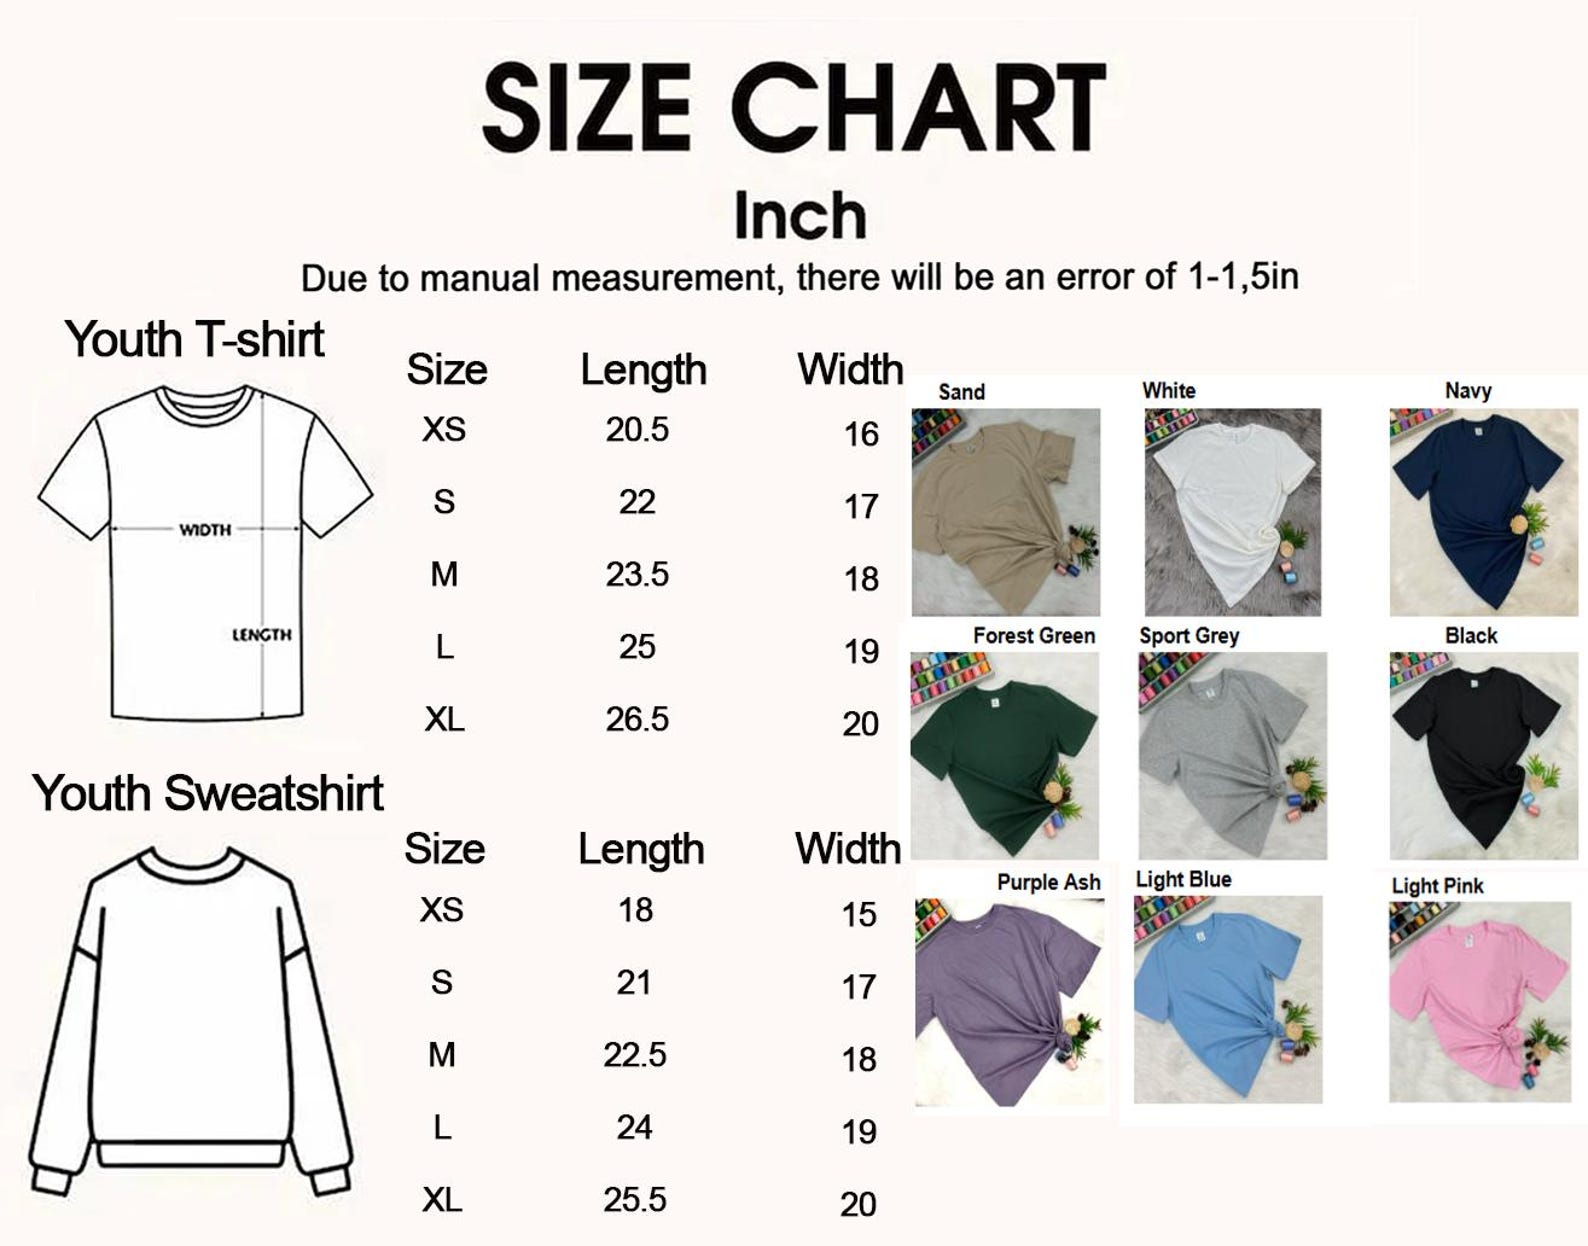 SIZE CHART
Inch
Due to manual measurement, there will be an error of 1-1,5in
Youth T-shirt
Size Length Width
XS 20.5 16
S 22 17
M 23.5 18
L 25 19
XL 26.5 20
WIDTH
LENGTH
Youth Sweatshirt
Size Length Width
XS 18 15
S 21 17
M 22.5 18
L 24 19
XL 25.5 20
Sand White Navy
Forest Green Sport Grey Black
Purple Ash Light Blue Light Pink